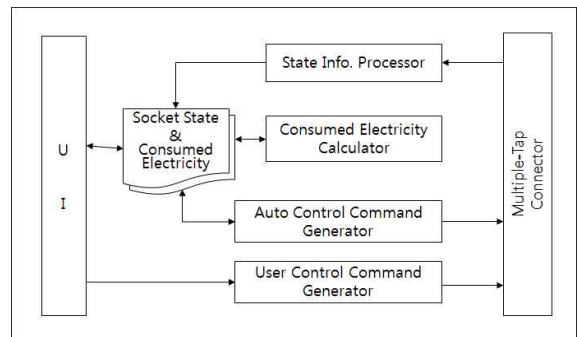 State Info. Processor
Socket State
&
Consumed
Electricity
Consumed Electricity
Calculator
U
I
Auto Control Command
Generator
User Control Command
Generator
Multiple-Tap
Connector